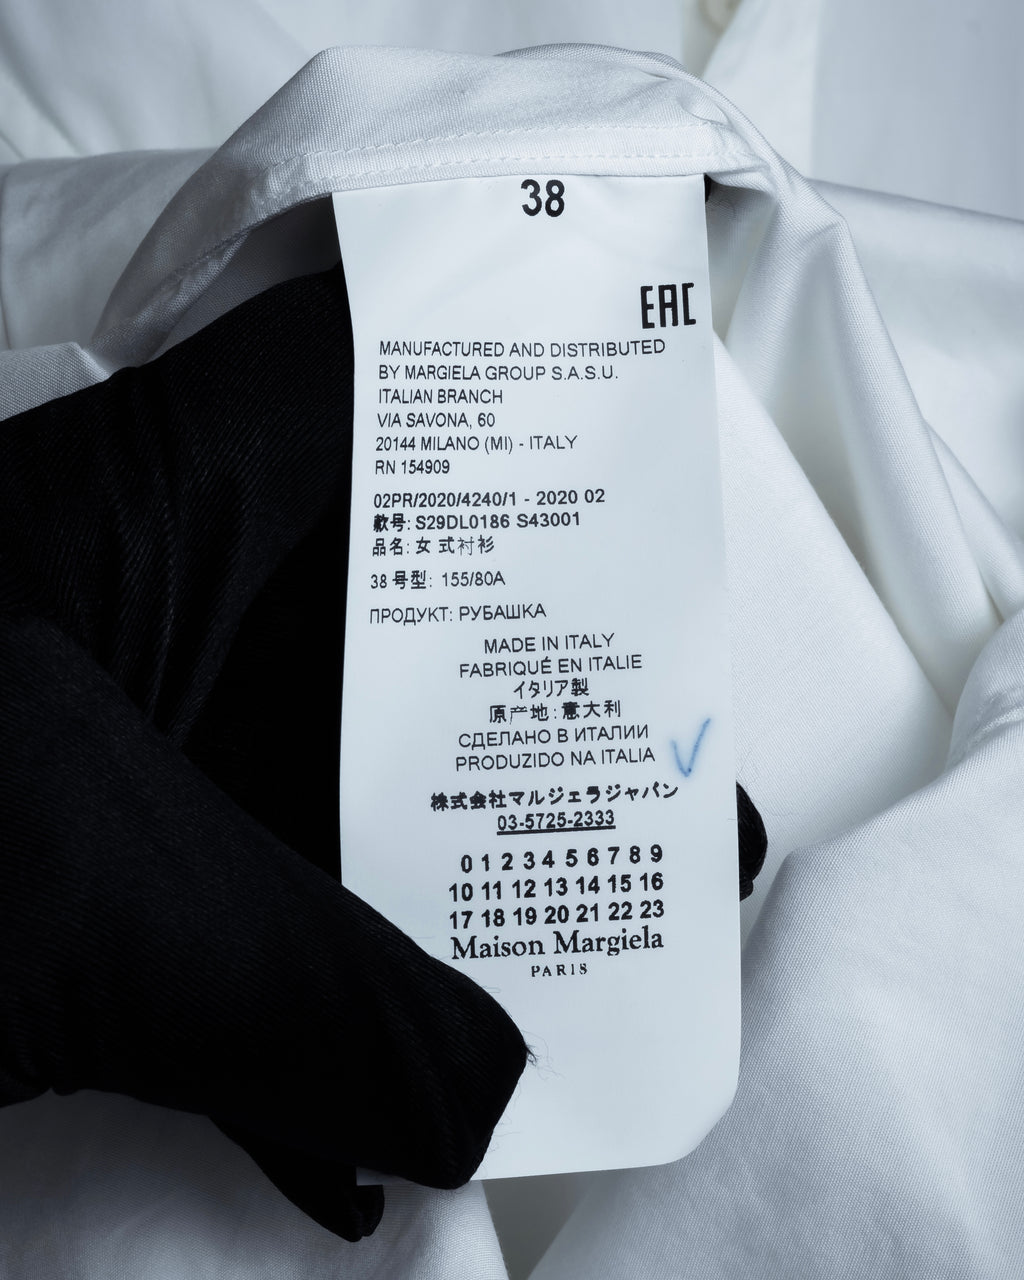 38
EAC
MANUFACTURED AND DISTRIBUTED
BY MARGIELA GROUP S.A.S.U.
ITALIAN BRANCH
VIA SAVONA, 60
20144 MILANO (MI) - ITALY
RN 154909
02PR/2020/4240/1 - 2020 02
款号: S29DL0186 S43001
品名: 女 式衬衫
38 号型: 155/80A
ПРОДУКТ: РУБАШКА
MADE IN ITALY
FABRIQUÉ EN ITALIE
イタリア製
原产地: 意大利
СДЕЛАНО В ИТАЛИИ
PRODUZIDO NA ITALIA
株式会社マルジェラジャパン
03-5725-2333
0 1 2 3 4 5 6 7 8 9
10 11 12 13 14 15 16
17 18 19 20 21 22 23
Maison Margiela
PARIS